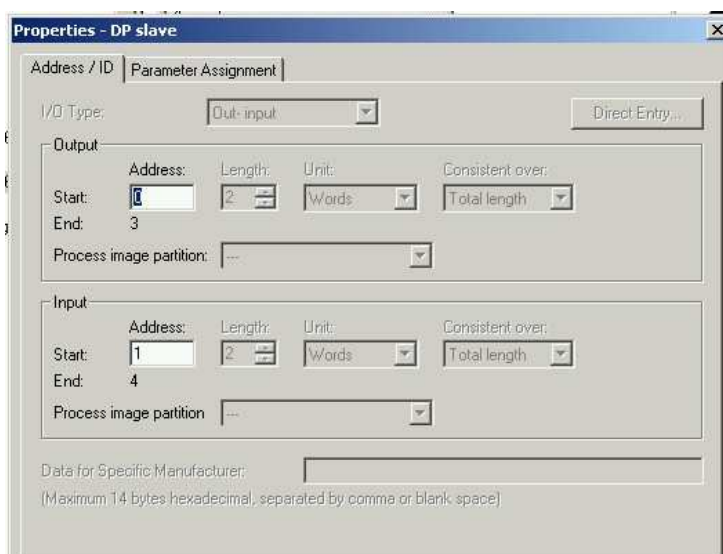 Properties - DP slave
Address / ID Parameter Assignment
I/O Type: Out- input Direct Entry...
Output
Address: Length: Unit: Consistent over:
Start: 0 2 Words Total length
End: 3
Process image partition: ---
Input
Address: Length: Unit: Consistent over:
Start: 1 2 Words Total length
End: 4
Process image partition ---
Data for Specific Manufacturer:
(Maximum 14 bytes hexadecimal, separated by comma or blank space)